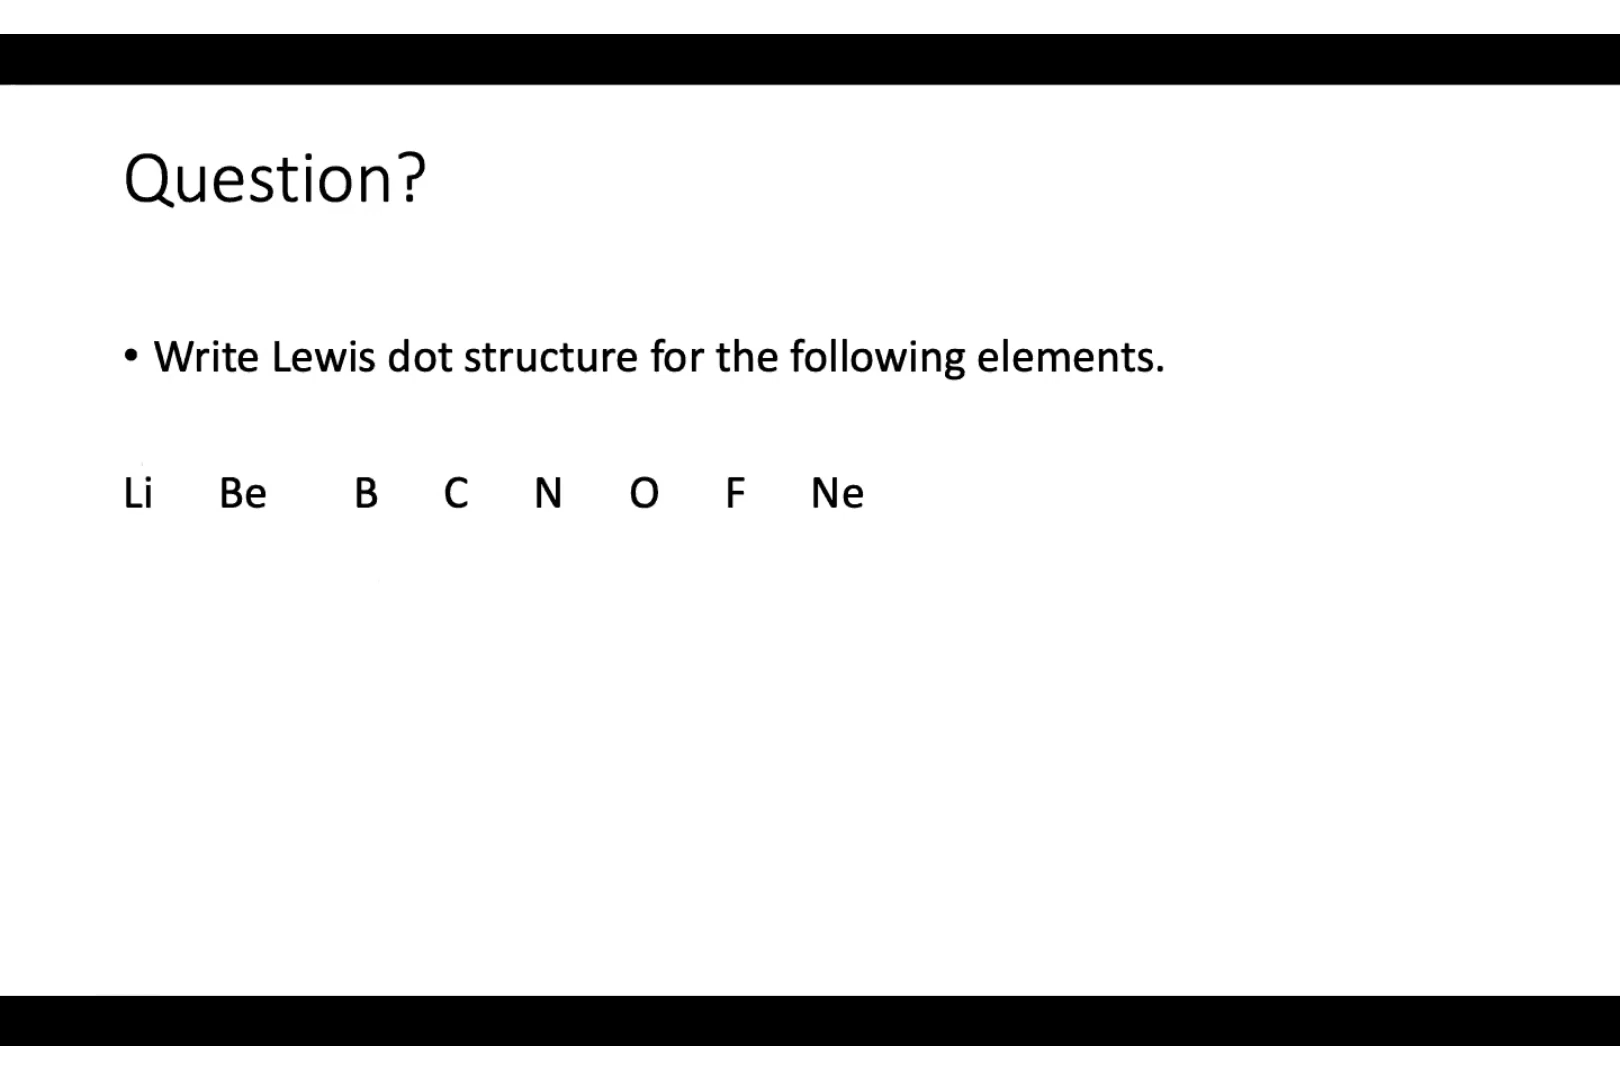 Question?
• Write Lewis dot structure for the following elements.
Li Be B C N O F Ne